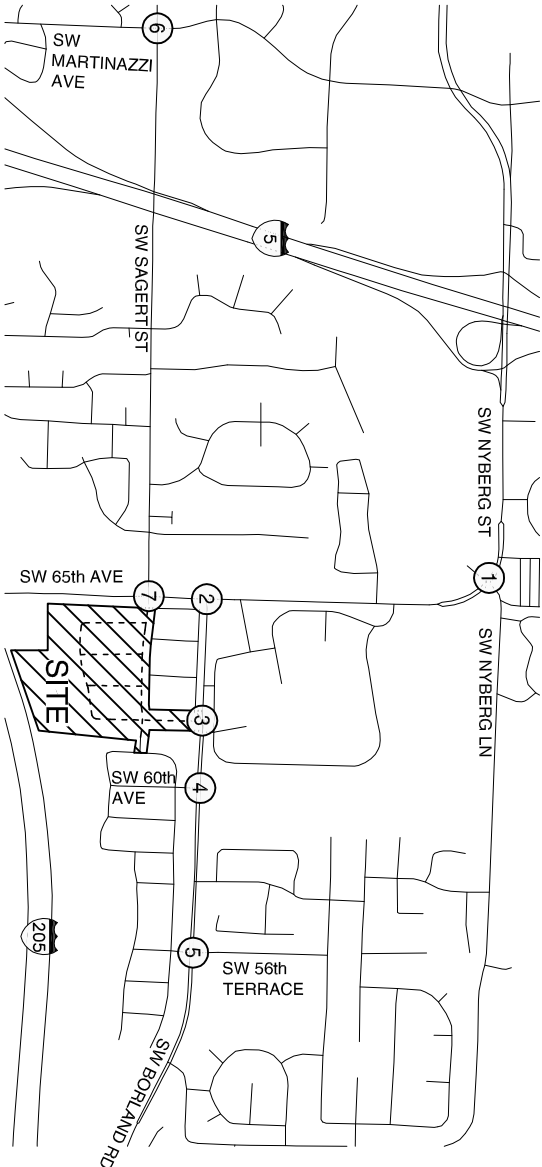 6
SW
MARTINAZZI
AVE
5
SW SAGERT ST
SW NYBERG ST
SW 65th AVE
7
2
1
SW NYBERG LN
SITE
3
SW 60th
AVE
4
205
5
SW 56th
TERRACE
SW BORLAND RD